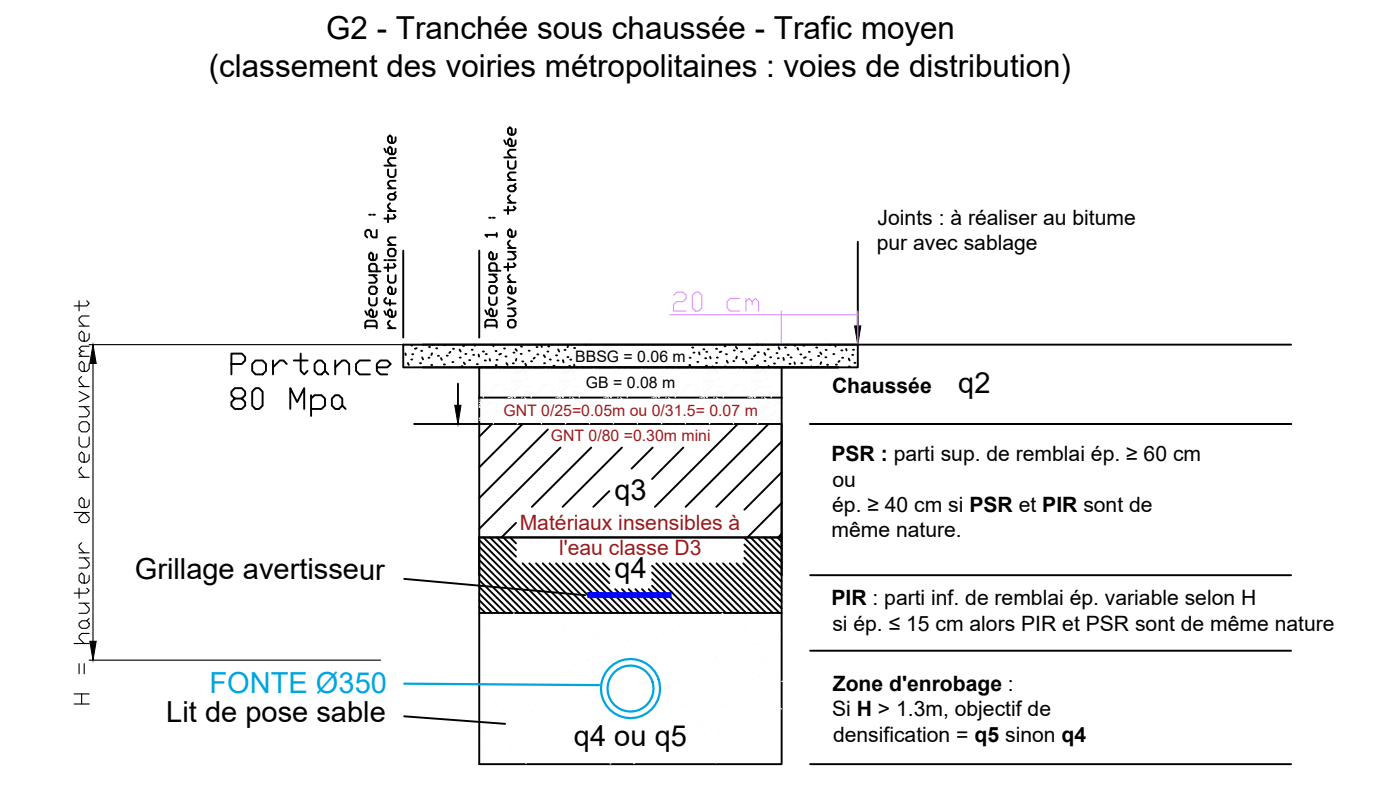 G2 - Tranchée sous chaussée - Trafic moyen
(classement des voiries métropolitaines : voies de distribution)
Découpe 2 :
réfection tranchée
Découpe 1 :
ouverture tranchée
Joints : à réaliser au bitume
pur avec sablage
20 cm
H = hauteur de recouvrement
Portance
80 Mpa
BBSG = 0.06 m
GB = 0.08 m
GNT 0/25=0.05m ou 0/31.5= 0.07 m
GNT 0/80 =0.30m mini
q3
Matériaux insensibles à
l'eau classe D3
q4
Grillage avertisseur
FONTE Ø350
Lit de pose sable
q4 ou q5
Chaussée q2
PSR : parti sup. de remblai ép. ≥ 60 cm
ou
ép. ≥ 40 cm si PSR et PIR sont de
même nature.
PIR : parti inf. de remblai ép. variable selon H
si ép. ≤ 15 cm alors PIR et PSR sont de même nature
Zone d'enrobage :
Si H > 1.3m, objectif de
densification = q5 sinon q4